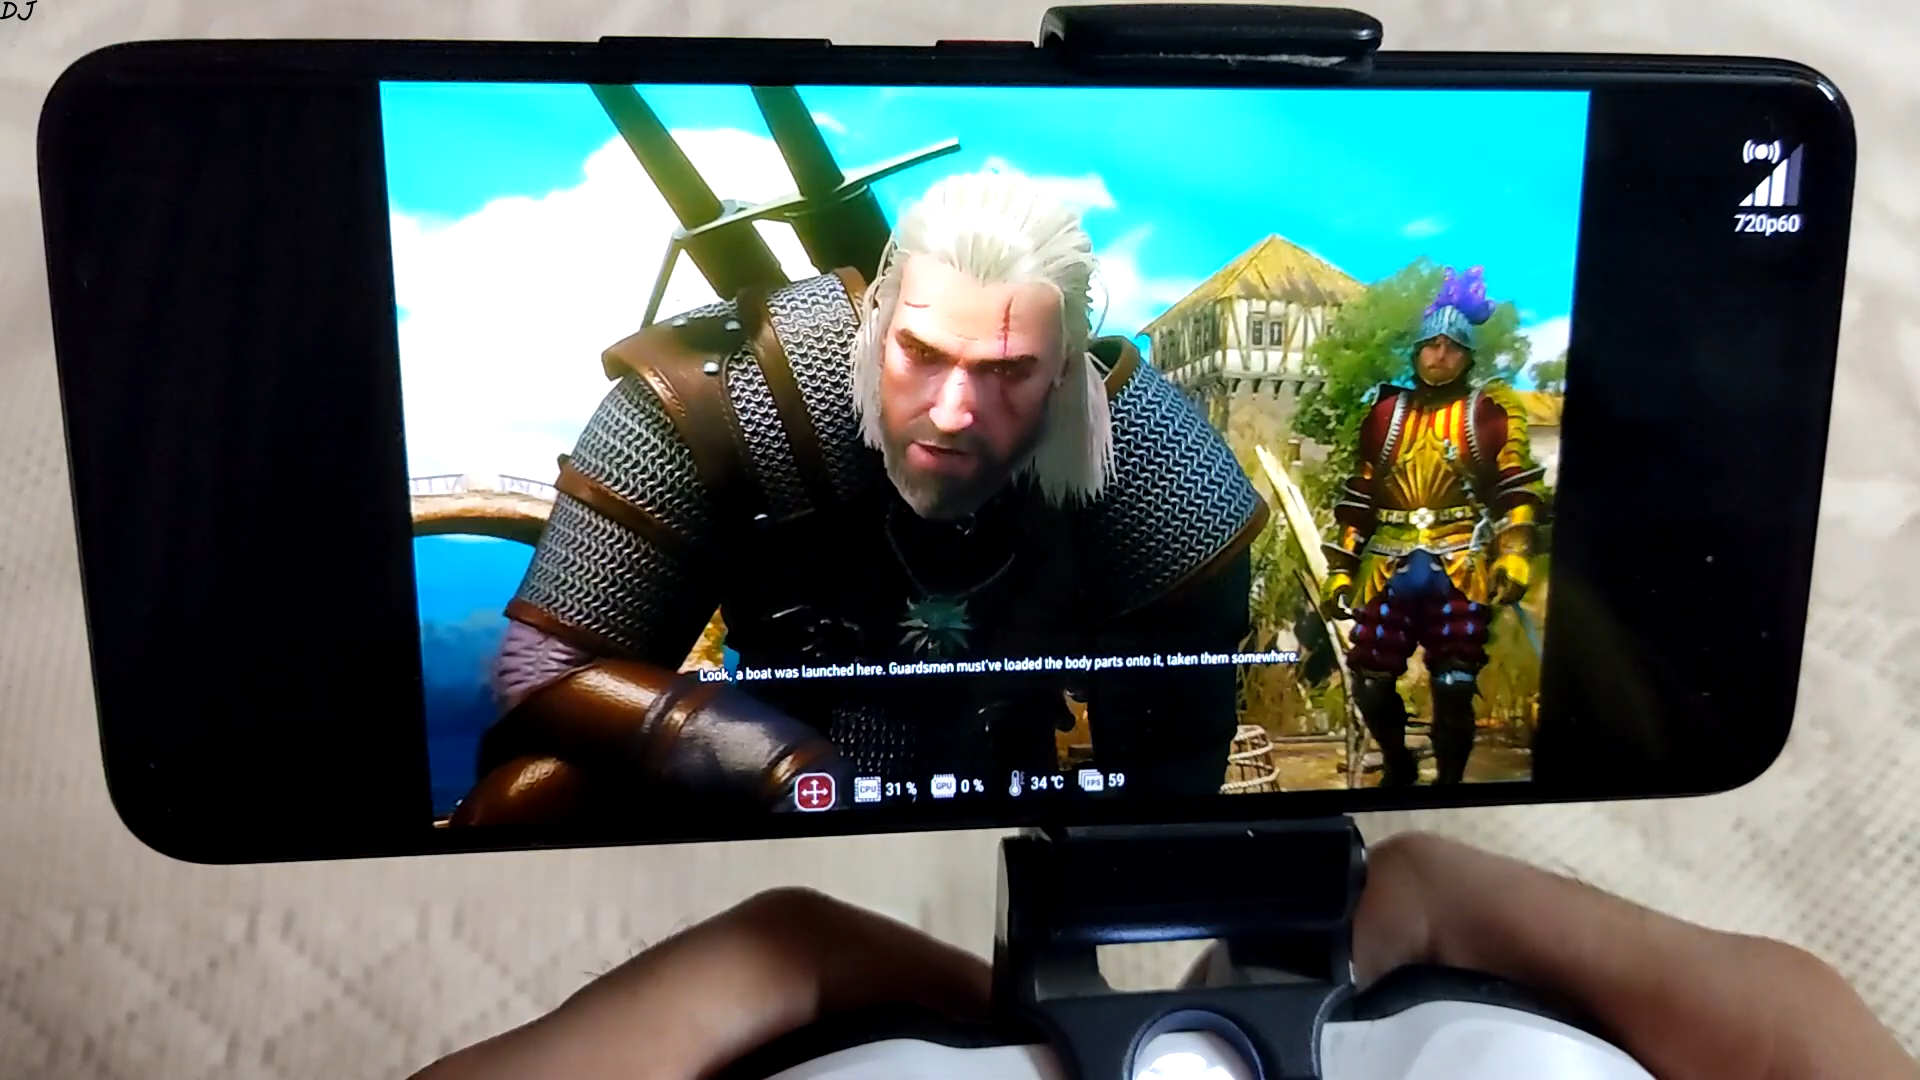 DJ
720p60
Look, a boat was launched here. Guardsmen must've loaded the body parts onto it, taken them somewhere.
CPU 31 % GPU 0 % 34 °C FPS 59